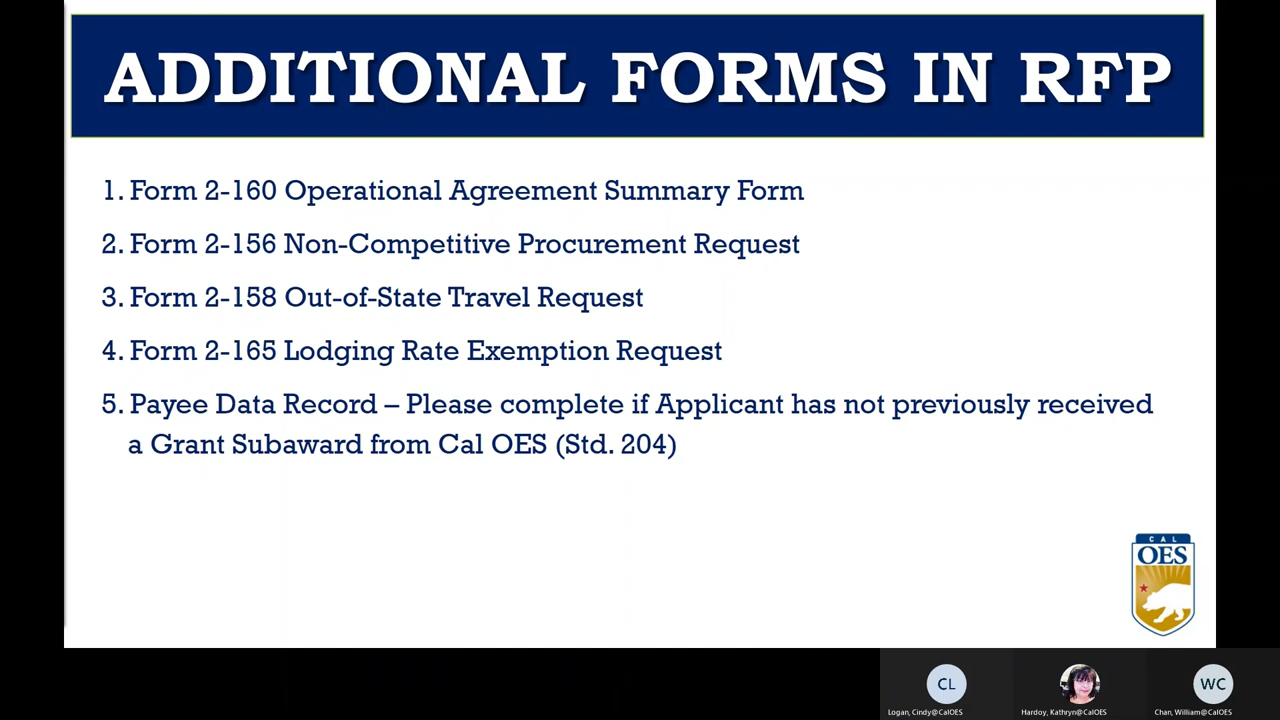 ADDITIONAL FORMS IN RFP
1. Form 2-160 Operational Agreement Summary Form
2. Form 2-156 Non-Competitive Procurement Request
3. Form 2-158 Out-of-State Travel Request
4. Form 2-165 Lodging Rate Exemption Request
5. Payee Data Record – Please complete if Applicant has not previously received
a Grant Subaward from Cal OES (Std. 204)
CAL
OES
CL
WC
Logan, Cindy@CalOES
Hardoy, Kathryn@CalOES
Chan, William@CalOES